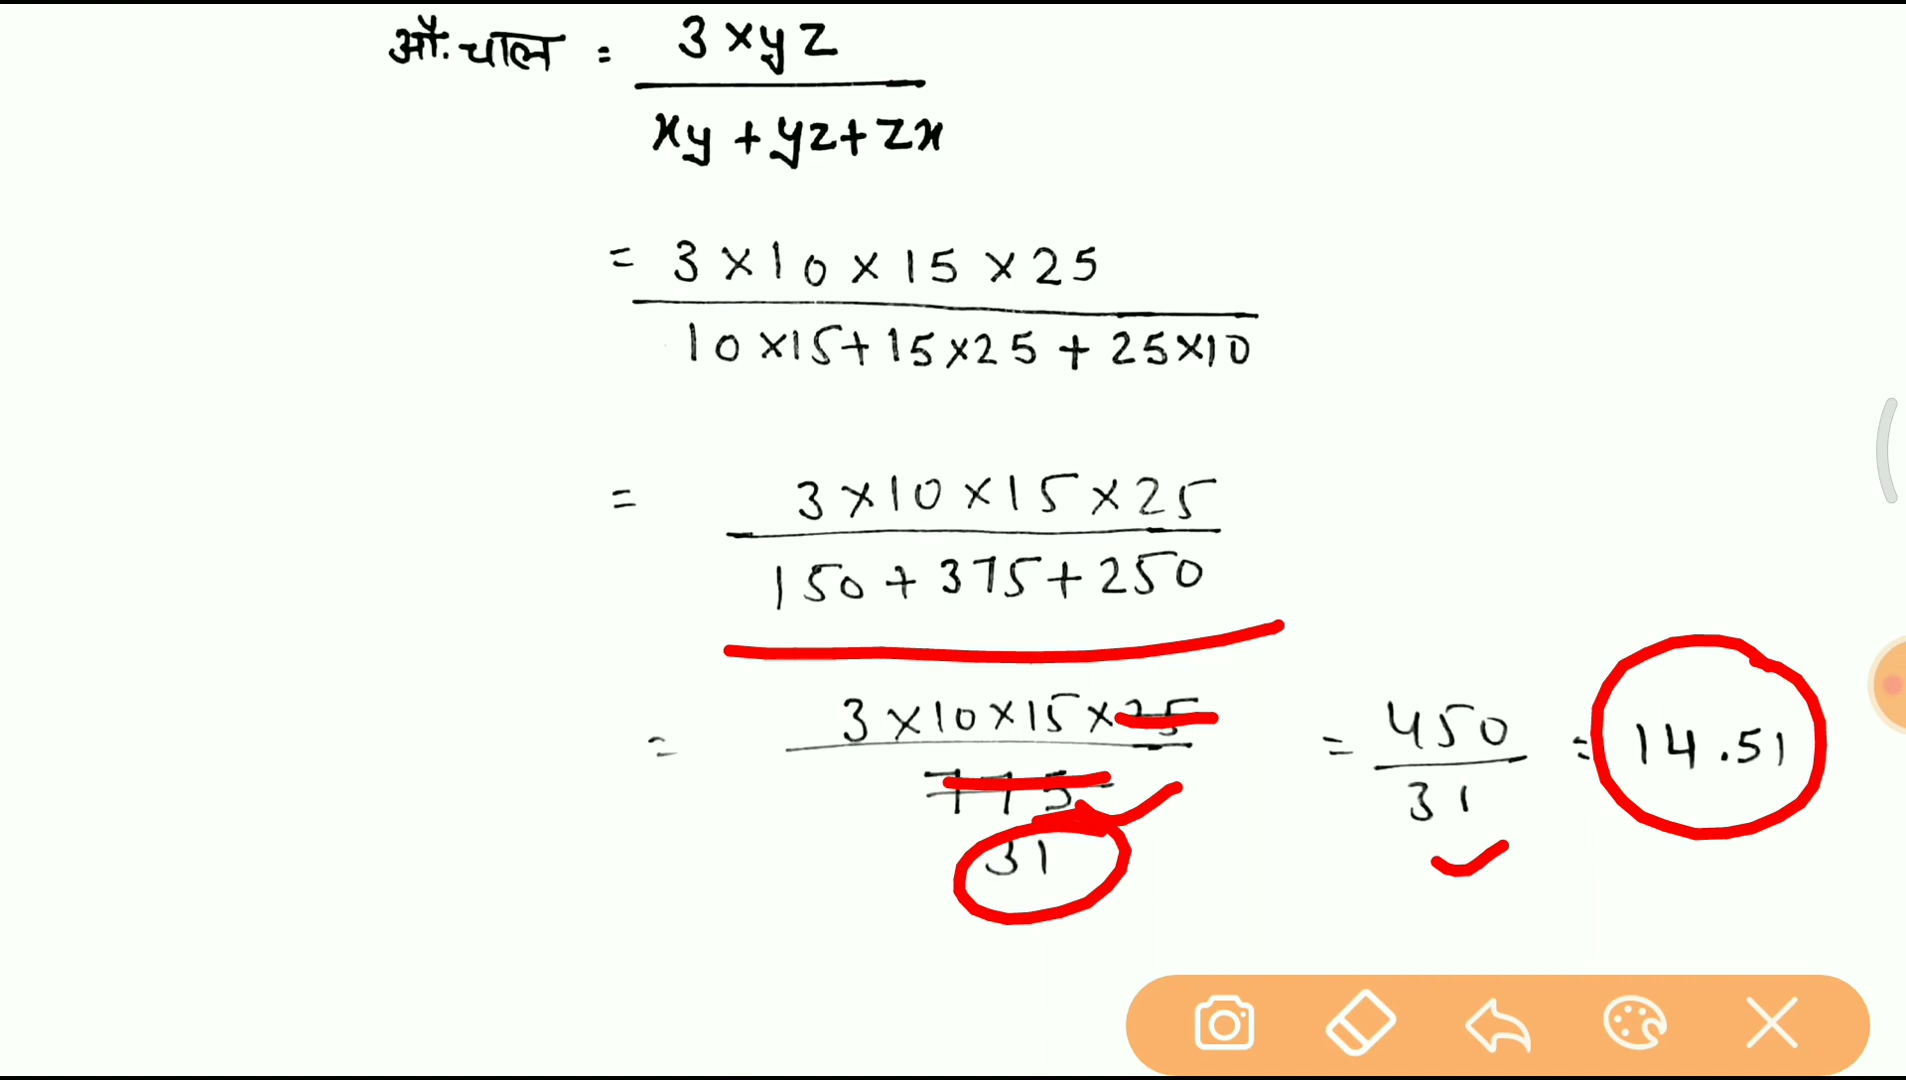 औ. चाल = 3xyz / xy + yz + zx
= 3 × 10 × 15 × 25 / 10 × 15 + 15 × 25 + 25 × 10
= 3 × 10 × 15 × 25 / 150 + 375 + 250
= 3 × 10 × 15 × 25 / 775 = 450 / 31 = 14.51
31